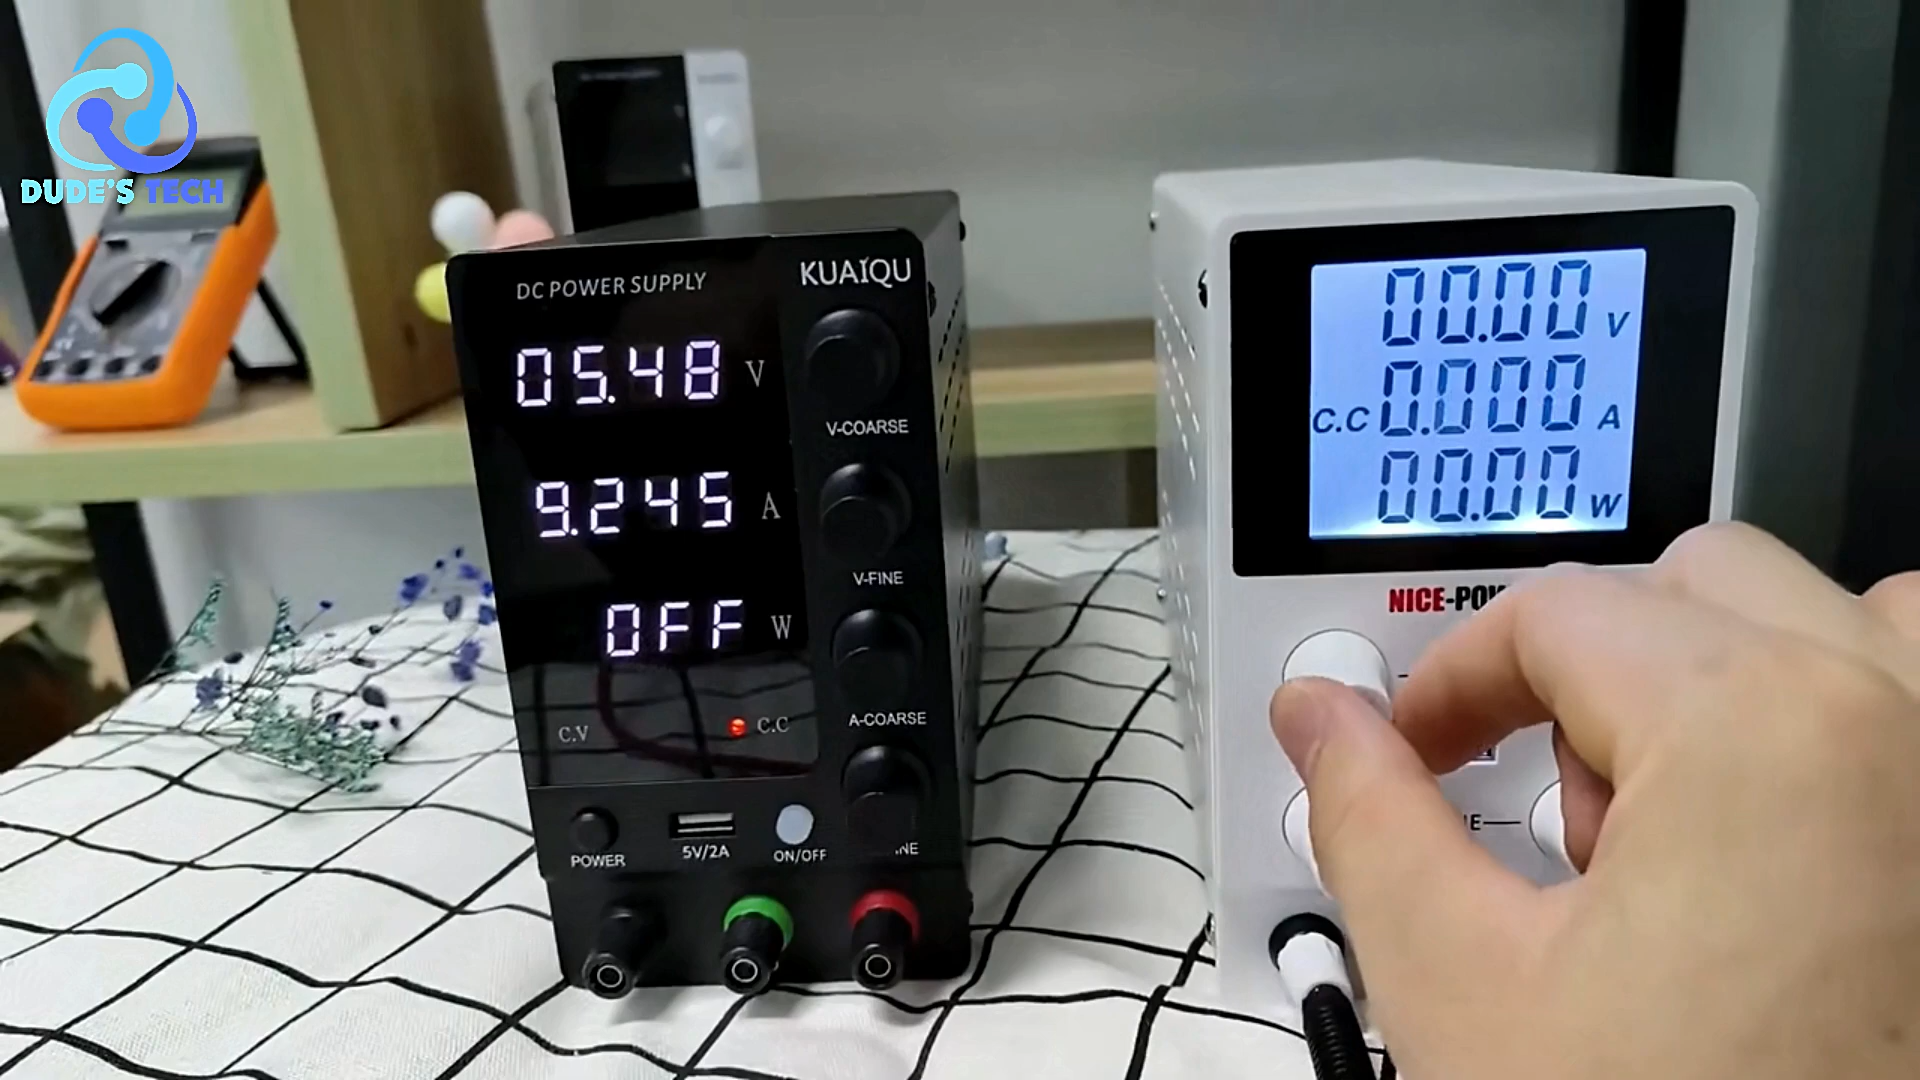 DUDE'S TECH
DC POWER SUPPLY
KUAIQU
05.48 V
9.245 A
OFF W
C.V
C.C
V-COARSE
V-FINE
A-COARSE
POWER
5V/2A
ON/OFF
00.00 V
C.C 0.000 A
00.00 W
NICE-POW